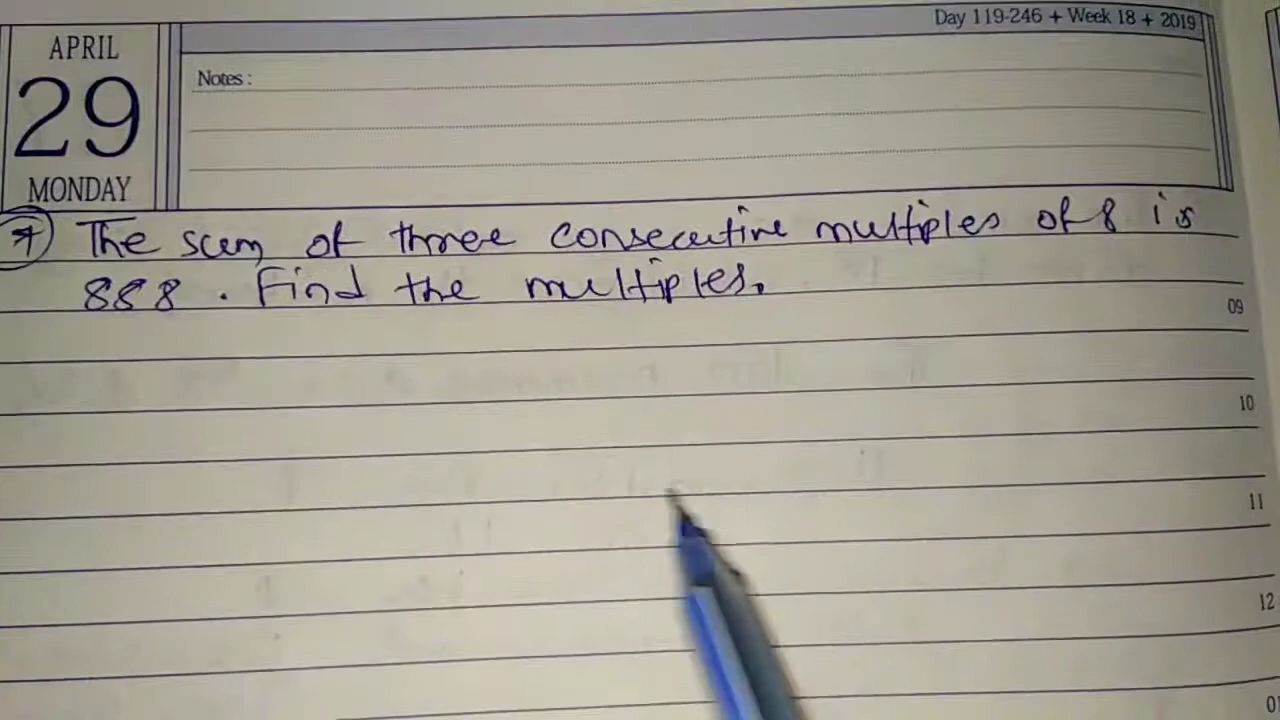 Day 119-246 + Week 18 + 2019
APRIL
29
MONDAY
Notes :
7 The sum of three consecutive multiples of 8 is
888 . Find the multiples.
09
10
11
12